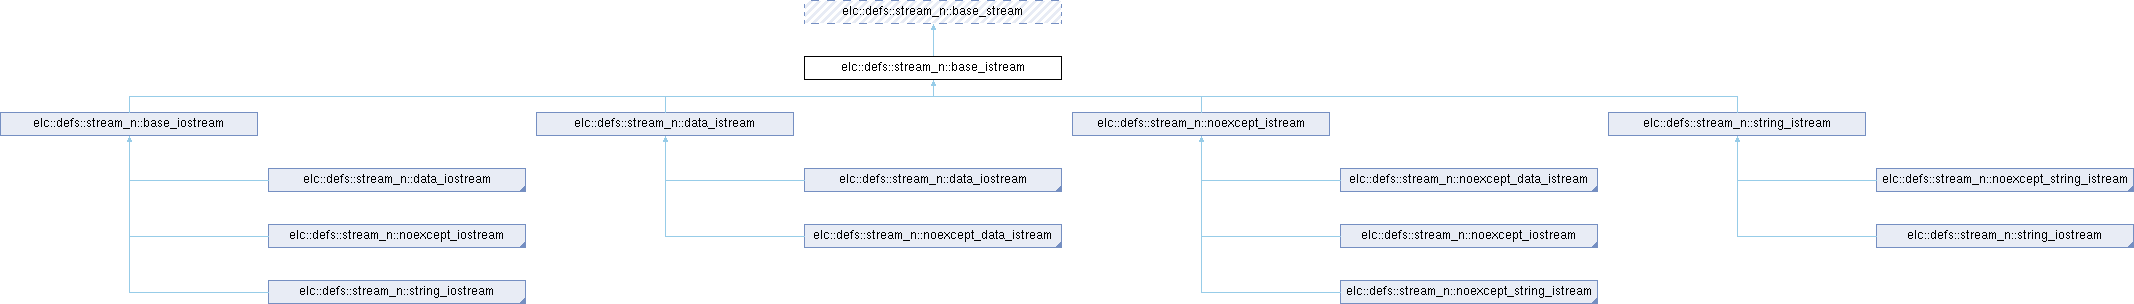 elc::defs::stream_n::base_stream
elc::defs::stream_n::base_istream
elc::defs::stream_n::base_iostream
elc::defs::stream_n::data_istream
elc::defs::stream_n::noexcept_istream
elc::defs::stream_n::string_istream
elc::defs::stream_n::data_iostream
elc::defs::stream_n::data_iostream
elc::defs::stream_n::noexcept_data_istream
elc::defs::stream_n::noexcept_string_istream
elc::defs::stream_n::noexcept_iostream
elc::defs::stream_n::noexcept_data_istream
elc::defs::stream_n::noexcept_iostream
elc::defs::stream_n::string_iostream
elc::defs::stream_n::string_iostream
elc::defs::stream_n::noexcept_string_istream